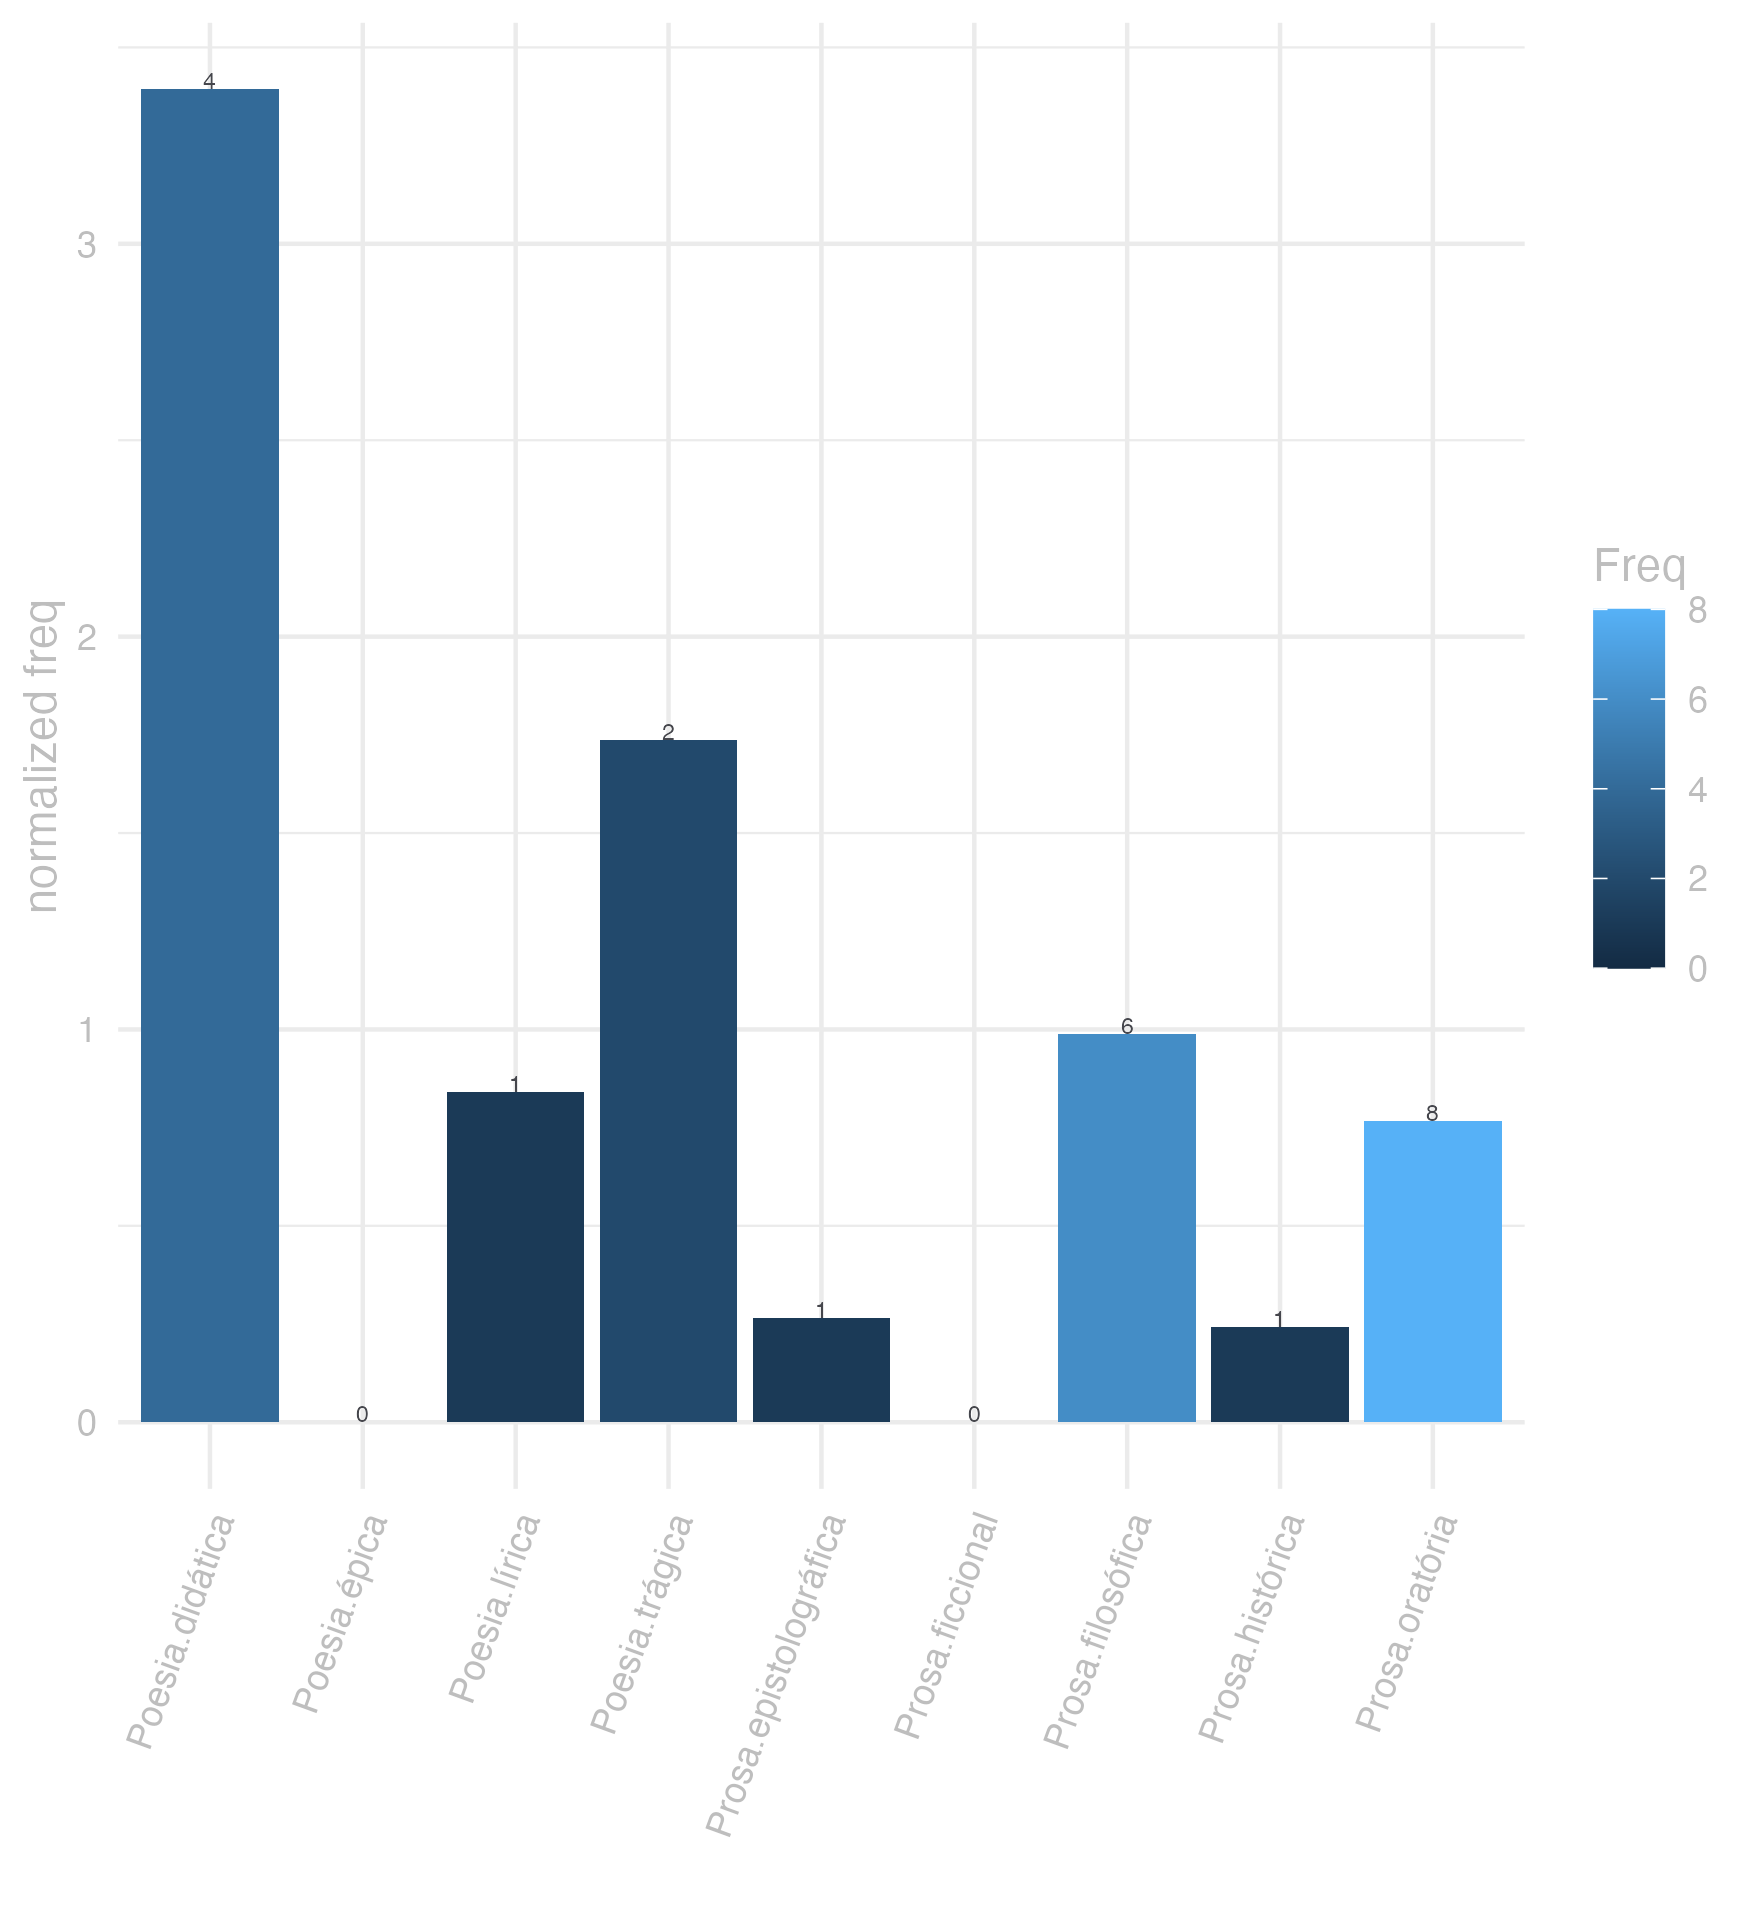 normalized freq
3
2
1
0
4
0
1
2
1
0
6
1
8
Poesia.didática
Poesia.épica
Poesia.lírica
Poesia.trágica
Prosa.epistolográfica
Prosa.ficcional
Prosa.filosófica
Prosa.histórica
Prosa.oratória
Freq
8
6
4
2
0